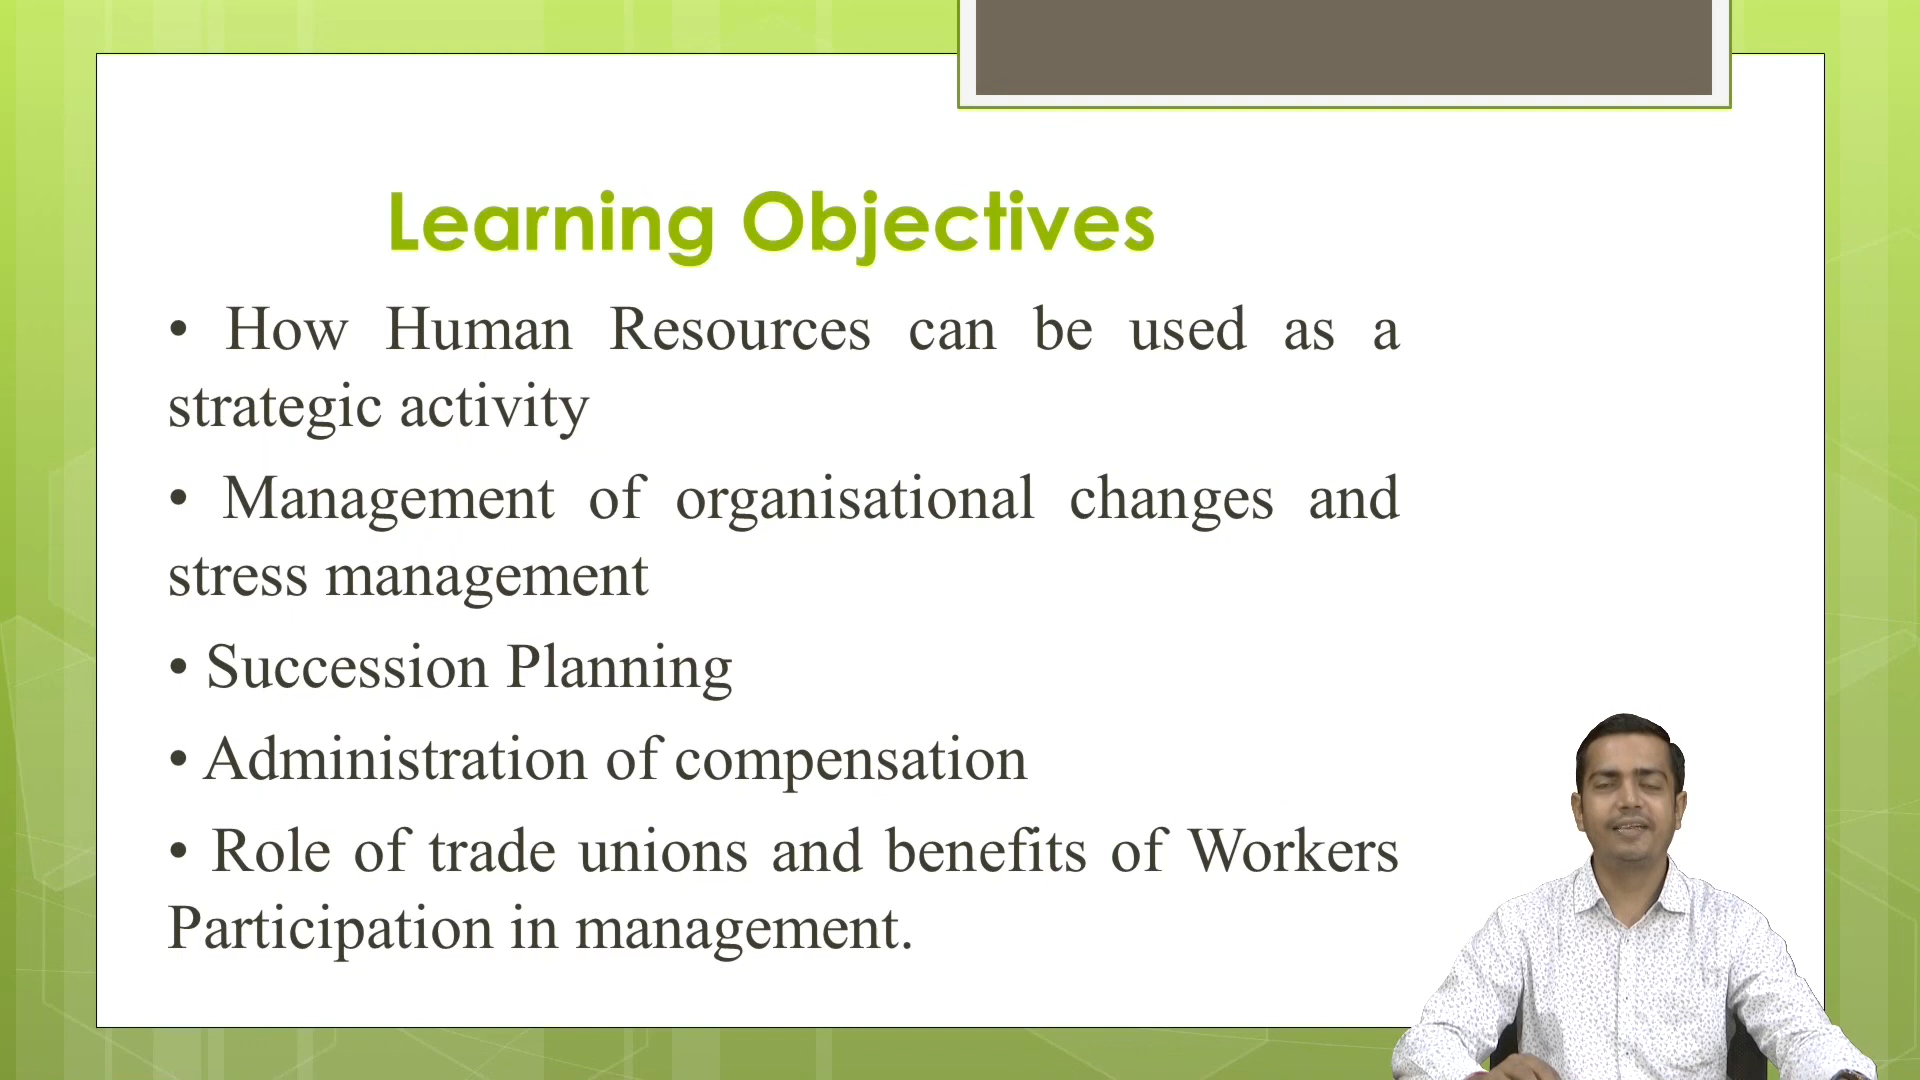 Learning Objectives
• How Human Resources can be used as a
strategic activity
• Management of organisational changes and
stress management
• Succession Planning
• Administration of compensation
• Role of trade unions and benefits of Workers
Participation in management.